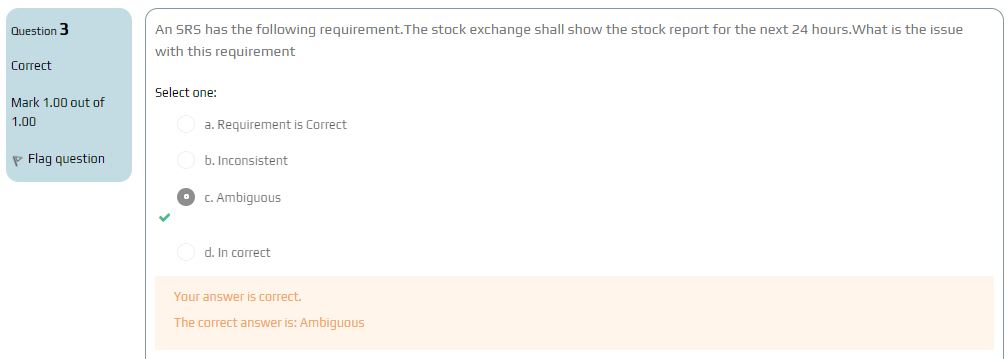 Question 3
Correct
Mark 1.00 out of
1.00
Flag question
An SRS has the following requirement.The stock exchange shall show the stock report for the next 24 hours.What is the issue
with this requirement
Select one:
a. Requirement is Correct
b. Inconsistent
c. Ambiguous
d. In correct
Your answer is correct.
The correct answer is: Ambiguous